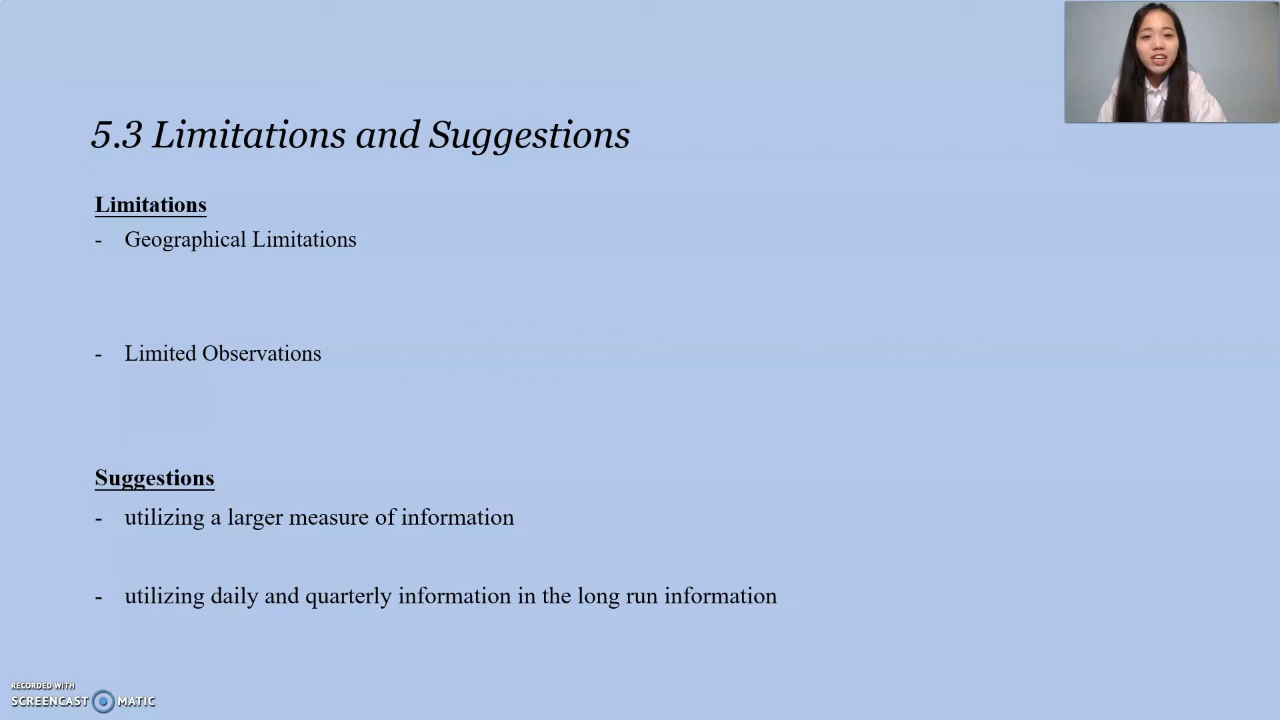 5.3 Limitations and Suggestions
Limitations
- Geographical Limitations
- Limited Observations
Suggestions
- utilizing a larger measure of information
- utilizing daily and quarterly information in the long run information
RECORDED WITH
SCREENCAST MATIC